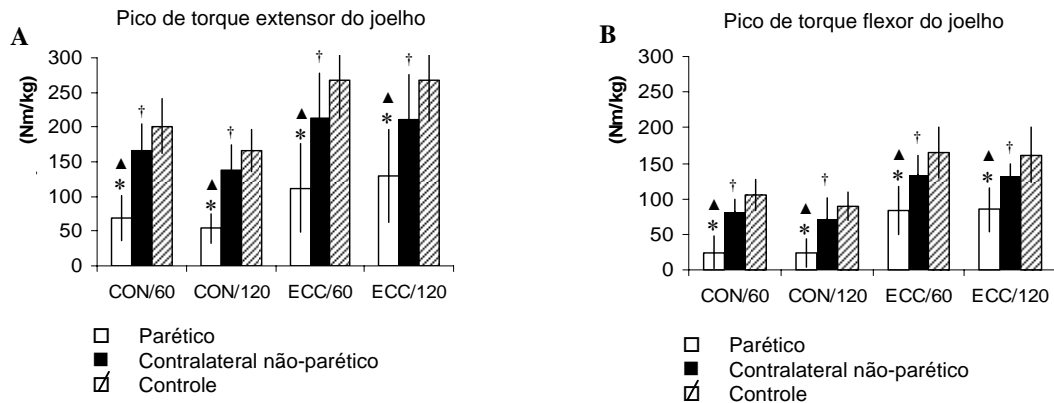 A
Pico de torque extensor do joelho
(Nm/kg)
300
250
200
150
100
50
0
▲
*
†
▲
*
†
▲
*
†
▲
*
†
CON/60 CON/120 ECC/60 ECC/120
Parético
Contralateral não-parético
Controle
B
Pico de torque flexor do joelho
(Nm/kg)
300
250
200
150
100
50
0
▲
*
†
▲
*
†
▲
*
†
▲
*
†
CON/60 CON/120 ECC/60 ECC/120
Parético
Contralateral não-parético
Controle